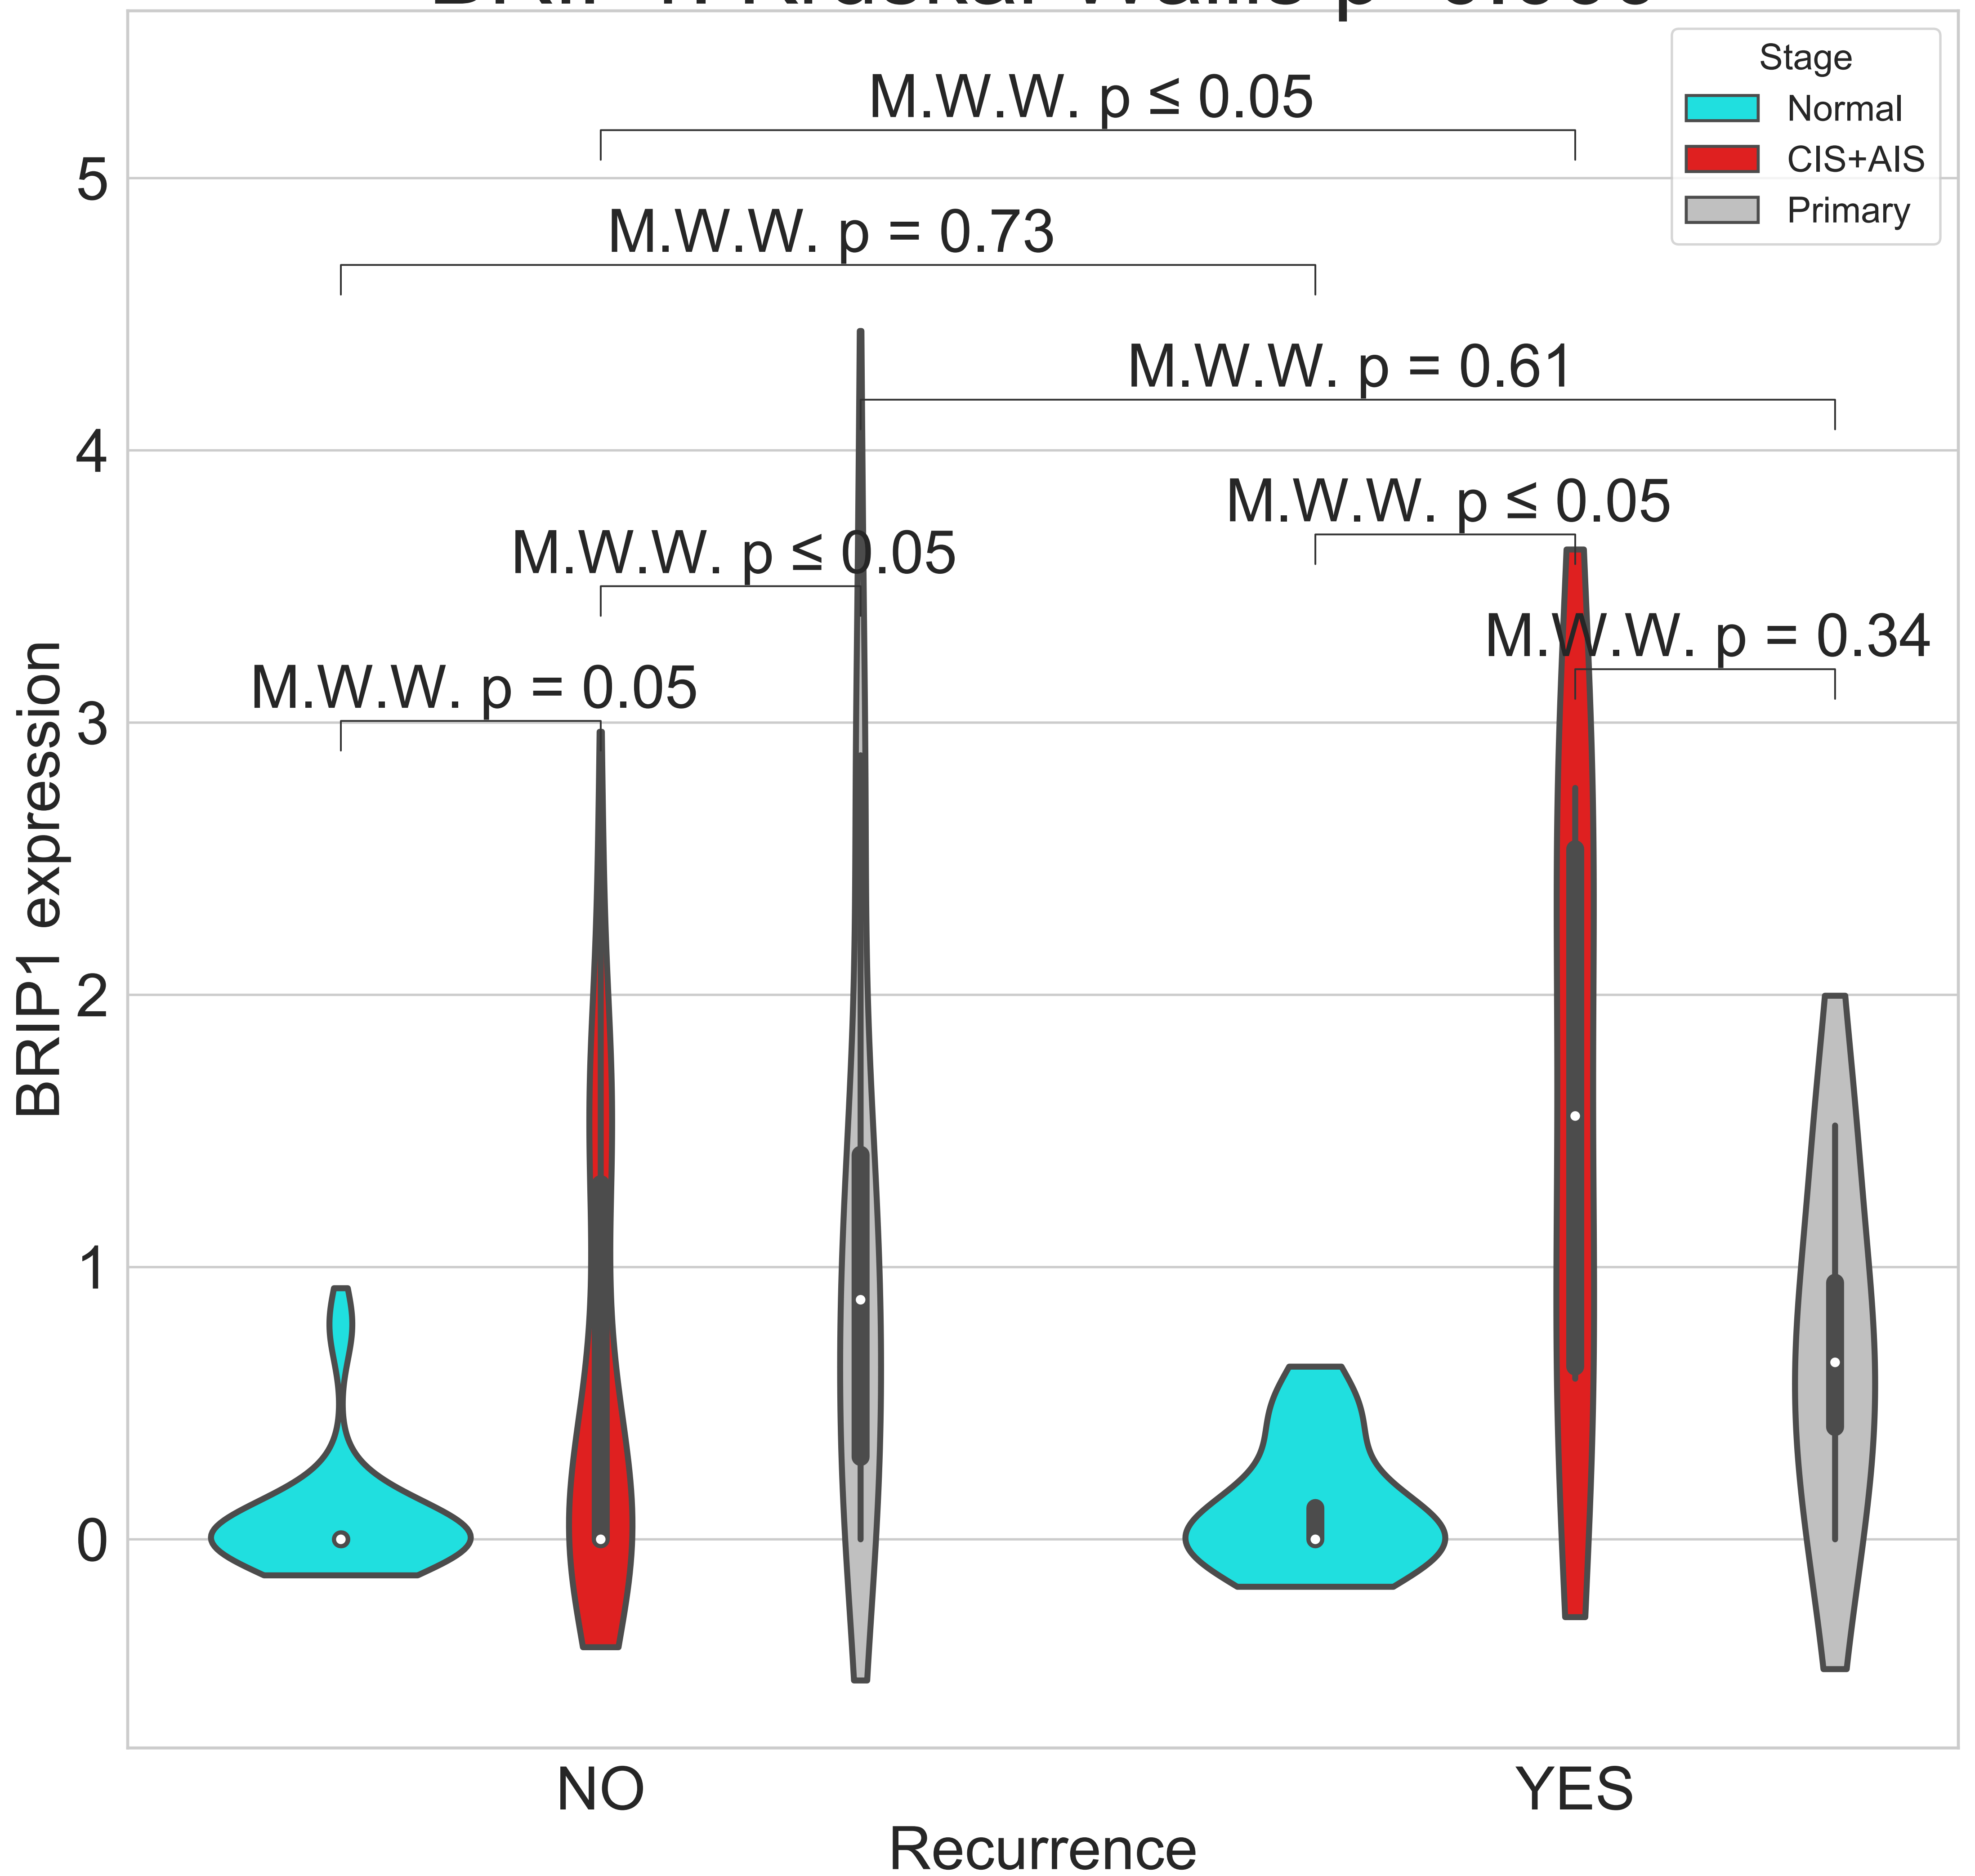 Stage
Normal
CIS+AIS
Primary
M.W.W. p ≤ 0.05
M.W.W. p = 0.73
M.W.W. p = 0.61
M.W.W. p ≤ 0.05
M.W.W. p ≤ 0.05
M.W.W. p = 0.34
M.W.W. p = 0.05
BRIP1 expression
5
4
3
2
1
0
NO
YES
Recurrence